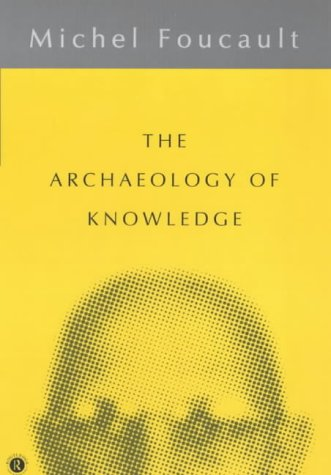 Michel Foucault
THE
ARCHAEOLOGY OF
KNOWLEDGE
R